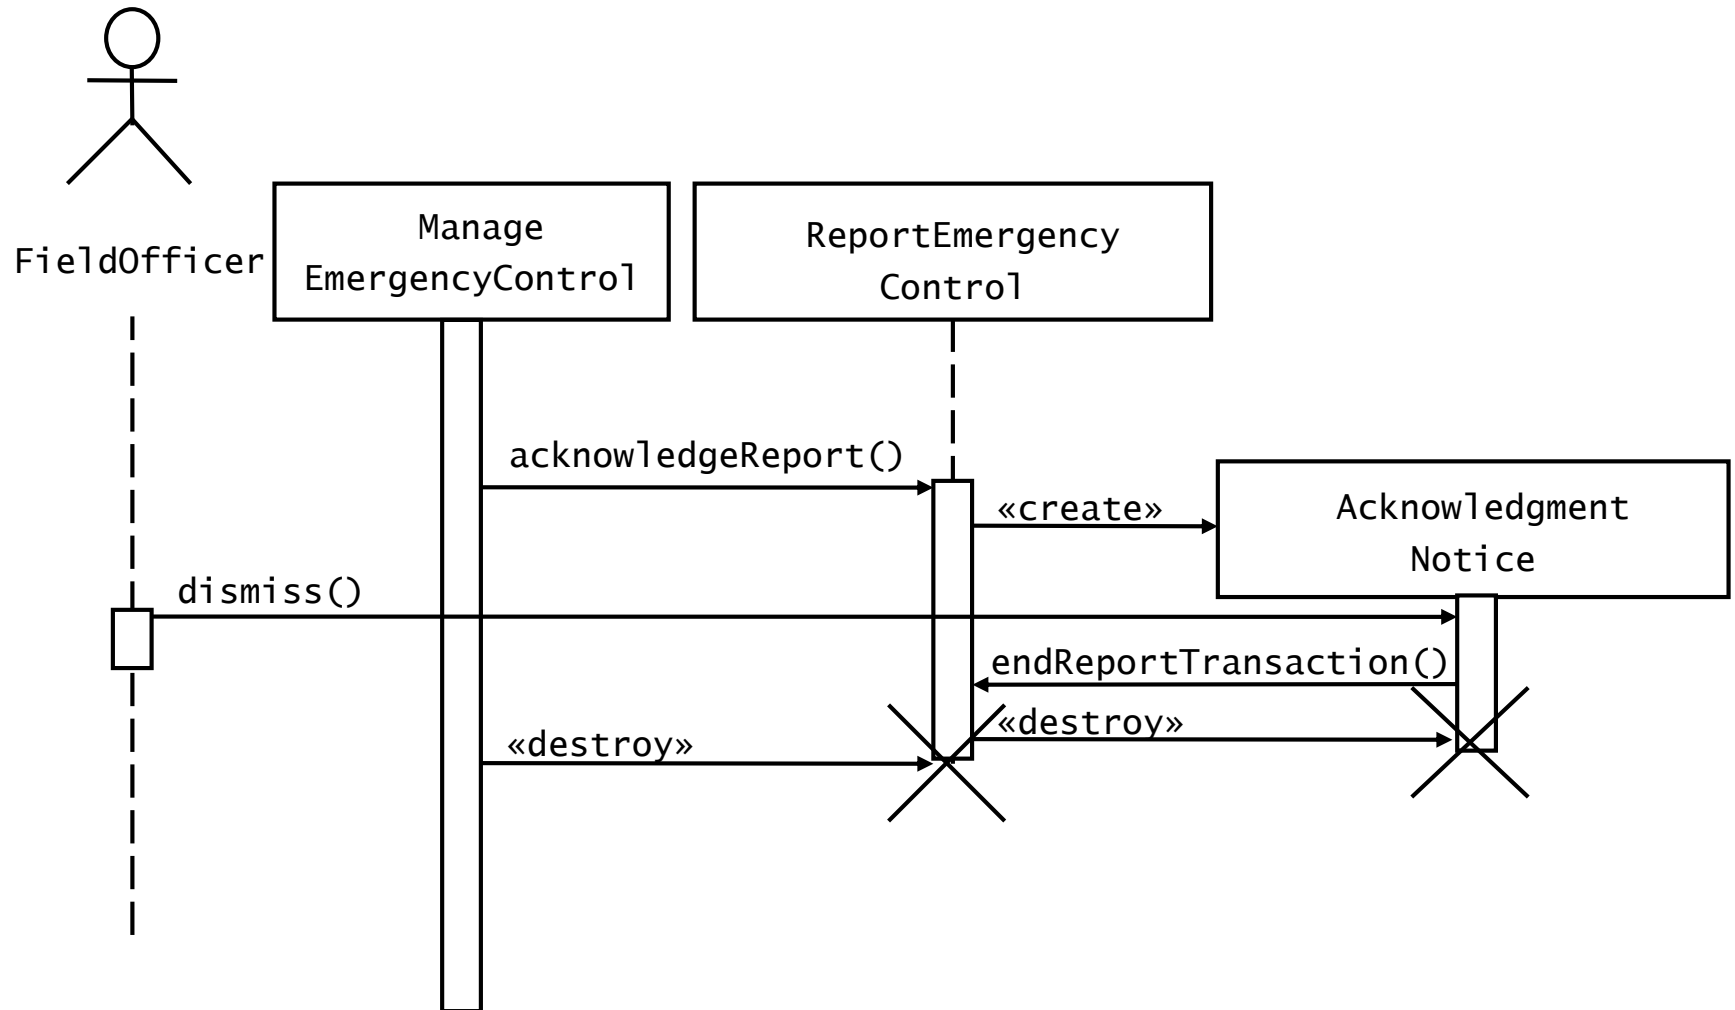 FieldOfficer
Manage
EmergencyControl
ReportEmergency
Control
acknowledgeReport()
«create»
Acknowledgment
Notice
dismiss()
endReportTransaction()
«destroy»
«destroy»